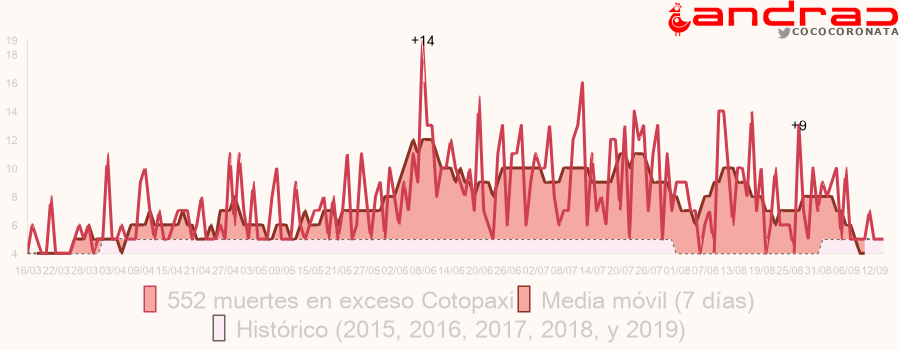 andrac
COCOCORONATA
19
18
16
14
12
10
8
6
4
+14
+9
16/03 22/03 28/03 03/04 09/04 15/04 21/04 27/04 03/05 09/05 15/05 21/05 27/05 02/06 08/06 14/06 20/06 26/06 02/07 08/07 14/07 20/07 26/07 01/08 07/08 13/08 19/08 25/08 31/08 06/09 12/09
552 muertes en exceso Cotopaxi Media móvil (7 días)
Histórico (2015, 2016, 2017, 2018, y 2019)